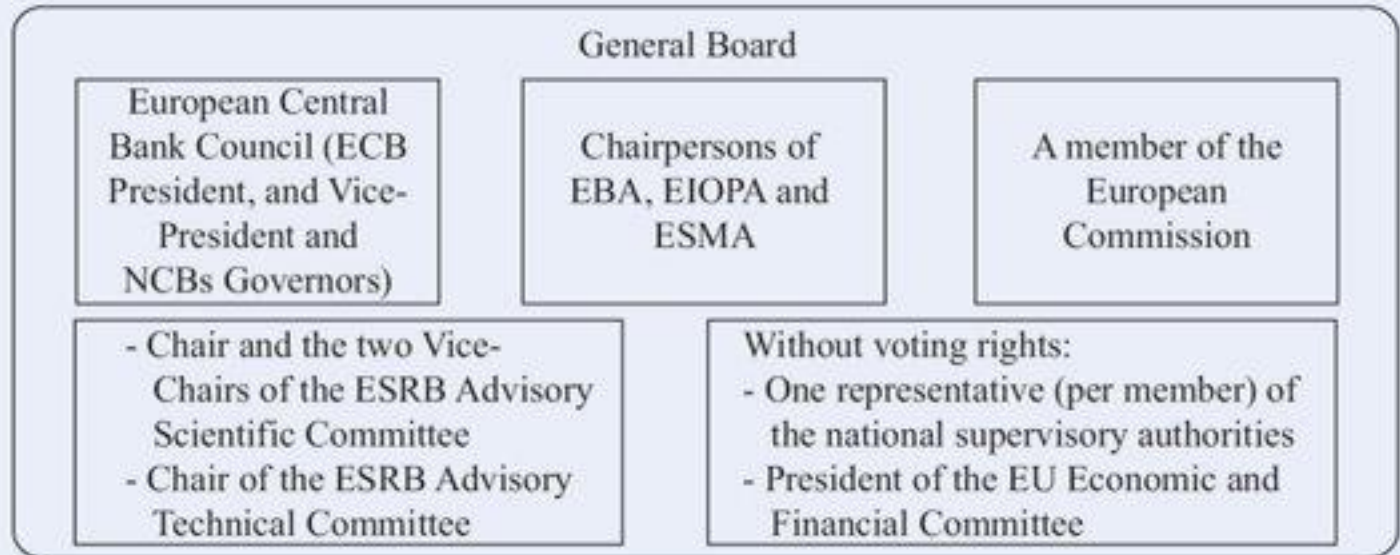 General Board
European Central
Bank Council (ECB
President, and Vice-
President and
NCBs Governors)
Chairpersons of
EBA, EIOPA and
ESMA
A member of the
European
Commission
- Chair and the two Vice-
Chairs of the ESRB Advisory
Scientific Committee
- Chair of the ESRB Advisory
Technical Committee
Without voting rights:
- One representative (per member) of
the national supervisory authorities
- President of the EU Economic and
Financial Committee